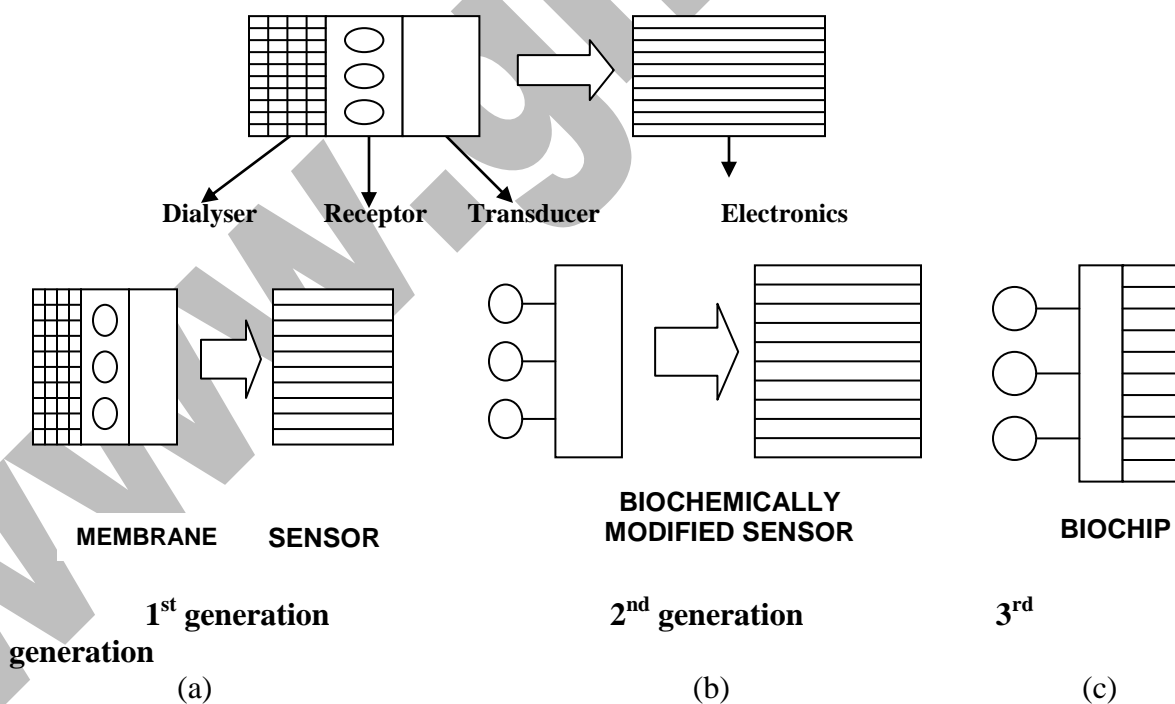 Dialyser Receptor Transducer Electronics
MEMBRANE SENSOR
BIOCHEMICALLY
MODIFIED SENSOR
BIOCHIP
1st generation 2nd generation 3rd
generation
(a) (b) (c)